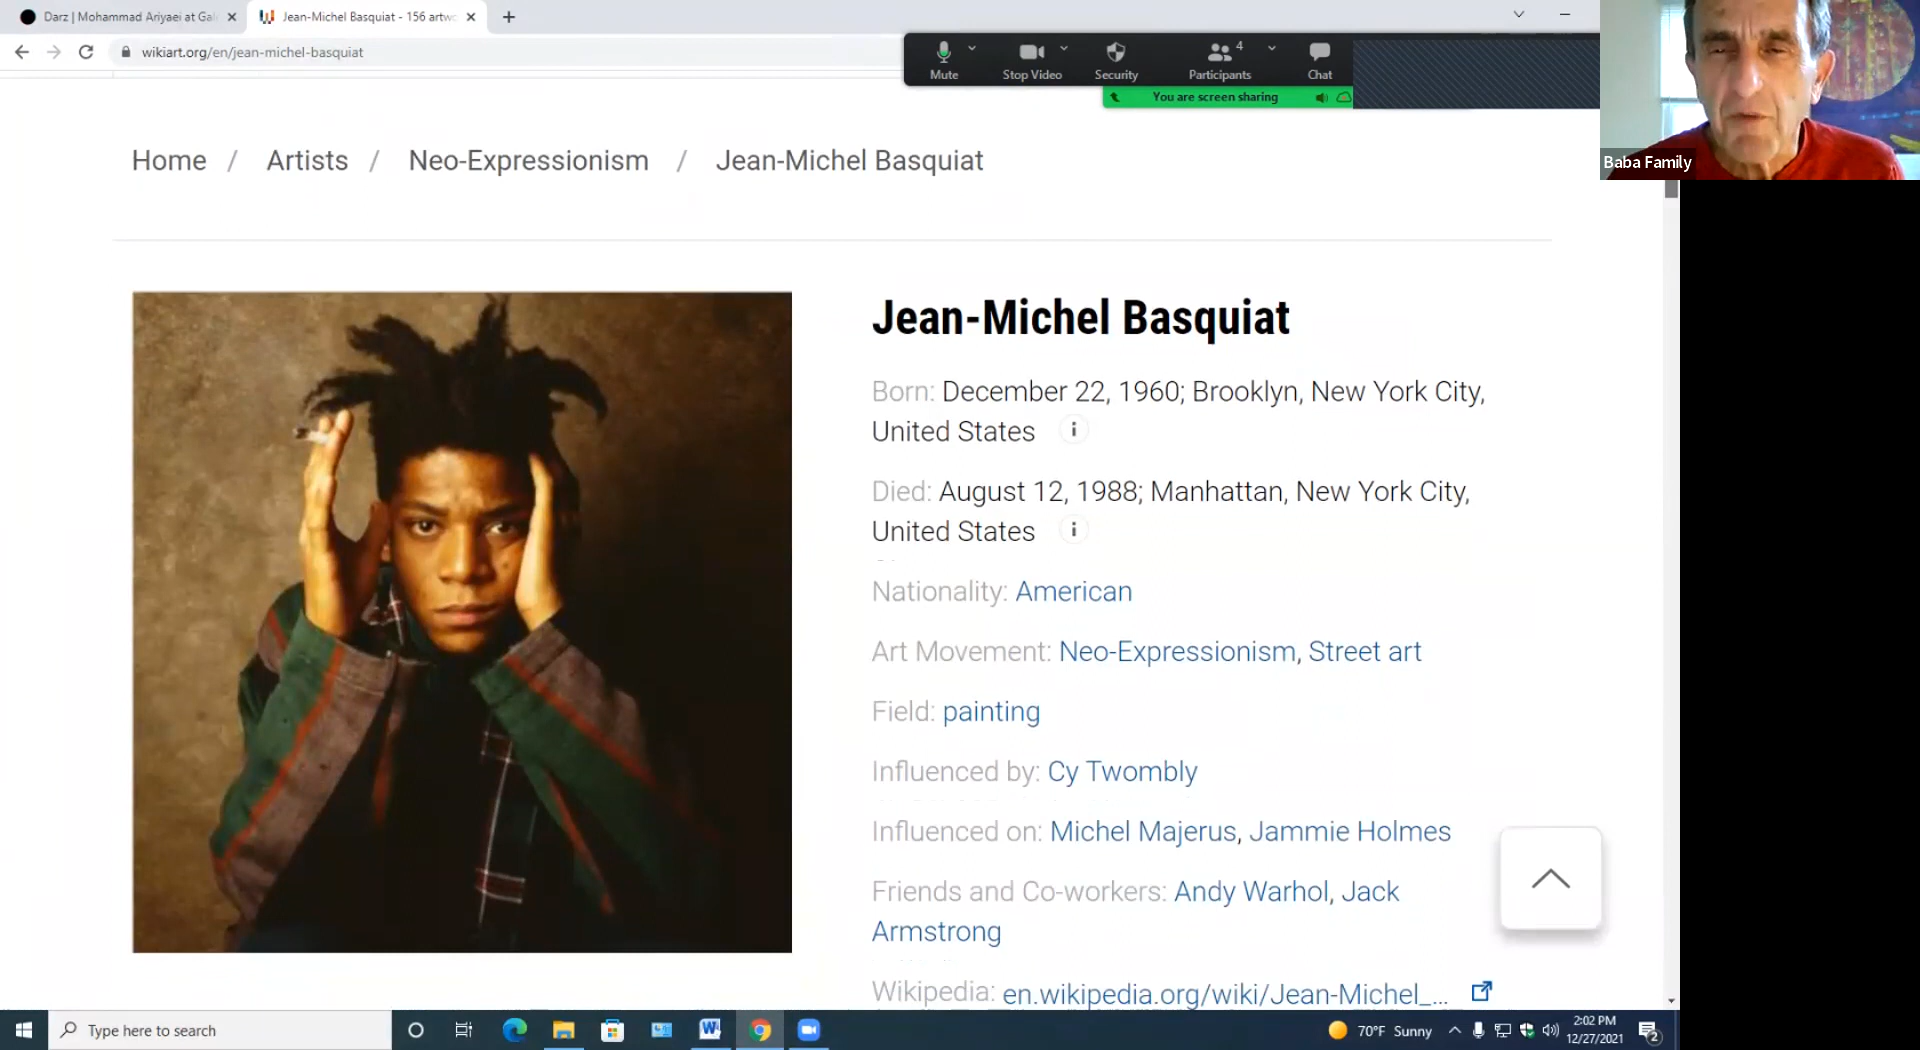 Darz | Mohammad Ariyaei at Gal
Jean-Michel Basquiat - 156 artwo
wikiart.org/en/jean-michel-basquiat
Mute
Stop Video
Security
4
Participants
Chat
You are screen sharing
Baba Family
Home / Artists / Neo-Expressionism / Jean-Michel Basquiat
Jean-Michel Basquiat
Born: December 22, 1960; Brooklyn, New York City,
United States
Died: August 12, 1988; Manhattan, New York City,
United States
Nationality: American
Art Movement: Neo-Expressionism, Street art
Field: painting
Influenced by: Cy Twombly
Influenced on: Michel Majerus, Jammie Holmes
Friends and Co-workers: Andy Warhol, Jack
Armstrong
Wikipedia: en.wikipedia.org/wiki/Jean-Michel_...
Type here to search
70°F Sunny
2:02 PM
12/27/2021
2